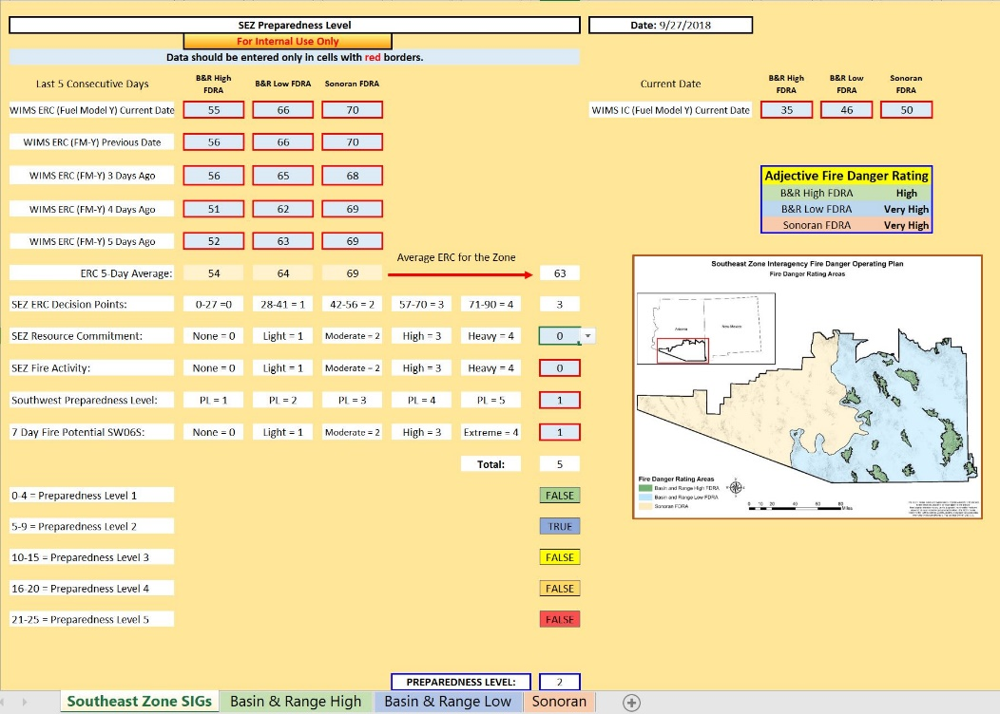 SEZ Preparedness Level
Date: 9/27/2018
For Internal Use Only
Data should be entered only in cells with red borders.
Last 5 Consecutive Days B&R High FDRA B&R Low FDRA Sonoran FDRA
Current Date B&R High FDRA B&R Low FDRA Sonoran FDRA
WIMS ERC (Fuel Model Y) Current Date 55 66 70
WIMS IC (Fuel Model Y) Current Date 35 46 50
WIMS ERC (FM-Y) Previous Date 56 66 70
WIMS ERC (FM-Y) 3 Days Ago 56 65 68
WIMS ERC (FM-Y) 4 Days Ago 51 62 69
WIMS ERC (FM-Y) 5 Days Ago 52 63 69
Adjective Fire Danger Rating
B&R High FDRA High
B&R Low FDRA Very High
Sonoran FDRA Very High
Average ERC for the Zone
ERC 5-Day Average: 54 64 69 63
SEZ ERC Decision Points: 0-27 =0 28-41 = 1 42-56 = 2 57-70 = 3 71-90 = 4 3
SEZ Resource Commitment: None = 0 Light = 1 Moderate = 2 High = 3 Heavy = 4 0
SEZ Fire Activity: None = 0 Light = 1 Moderate = 2 High = 3 Heavy = 4 0
Southwest Preparedness Level: PL = 1 PL = 2 PL = 3 PL = 4 PL = 5 1
7 Day Fire Potential SW06S: None = 0 Light = 1 Moderate = 2 High = 3 Extreme = 4 1
Total: 5
0-4 = Preparedness Level 1 FALSE
5-9 = Preparedness Level 2 TRUE
10-15 = Preparedness Level 3 FALSE
16-20 = Preparedness Level 4 FALSE
21-25 = Preparedness Level 5 FALSE
PREPAREDNESS LEVEL: 2
Southeast Zone Interagency Fire Danger Operating Plan
Fire Danger Rating Areas
Arizona
New Mexico
Fire Danger Rating Areas
Basin and Range High FDRA
Basin and Range Low FDRA
Sonoran FDRA
0 10 20 40 60 80
Miles
Southeast Zone SIGs Basin & Range High Basin & Range Low Sonoran